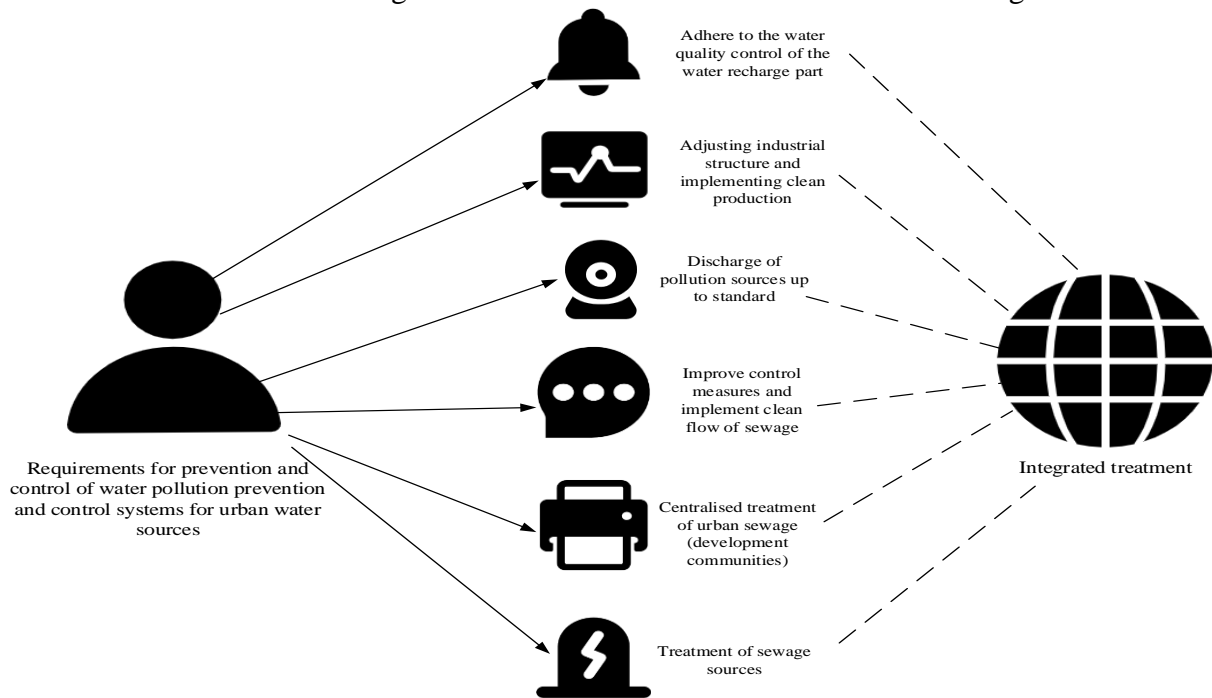 Adhere to the water
quality control of the
water recharge part
Adjusting industrial
structure and
implementing clean
production
Discharge of
pollution sources up
to standard
Improve control
measures and
implement clean
flow of sewage
Requirements for prevention and
control of water pollution prevention
and control systems for urban water
sources
Integrated treatment
Centralised treatment
of urban sewage
(development
communities)
Treatment of sewage
sources